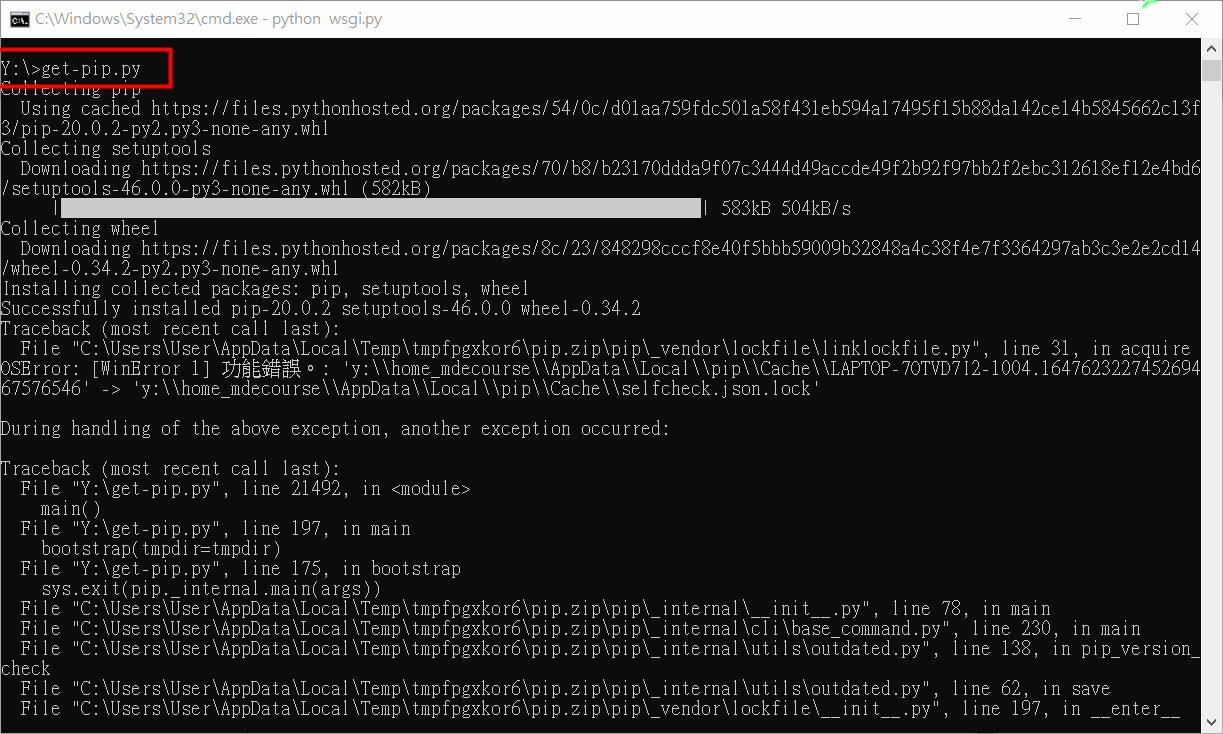 C:\Windows\System32\cmd.exe - python  wsgi.py
Y:\>get-pip.py
Collecting pip
  Using cached https://files.pythonhosted.org/packages/54/0c/d01aa759fdc501a58f431eb594a17495f15b88da142ce14b5845662c13f
3/pip-20.0.2-py2.py3-none-any.whl
Collecting setuptools
  Downloading https://files.pythonhosted.org/packages/70/b8/b23170ddda9f07c3444d49accde49f2b92f97bb2f2ebc312618ef12e4bd6
/setuptools-46.0.0-py3-none-any.whl (582kB)
     |                                                                | 583kB 504kB/s
Collecting wheel
  Downloading https://files.pythonhosted.org/packages/8c/23/848298cccf8e40f5bbb59009b32848a4c38f4e7f3364297ab3c3e2e2cd14
/wheel-0.34.2-py2.py3-none-any.whl
Installing collected packages: pip, setuptools, wheel
Successfully installed pip-20.0.2 setuptools-46.0.0 wheel-0.34.2
Traceback (most recent call last):
  File "C:\Users\User\AppData\Local\Temp\tmpfpgxkor6\pip.zip\pip\_vendor\lockfile\linklockfile.py", line 31, in acquire
OSError: [WinError 1] 功能錯誤。: 'y:\\home_mdecourse\\AppData\\Local\\pip\\Cache\\LAPTOP-7OTVD7I2-1004.1647623227452694
67576546' -> 'y:\\home_mdecourse\\AppData\\Local\\pip\\Cache\\selfcheck.json.lock'
During handling of the above exception, another exception occurred:
Traceback (most recent call last):
  File "Y:\get-pip.py", line 21492, in <module>
    main()
  File "Y:\get-pip.py", line 197, in main
    bootstrap(tmpdir=tmpdir)
  File "Y:\get-pip.py", line 175, in bootstrap
    sys.exit(pip._internal.main(args))
  File "C:\Users\User\AppData\Local\Temp\tmpfpgxkor6\pip.zip\pip\_internal\__init__.py", line 78, in main
  File "C:\Users\User\AppData\Local\Temp\tmpfpgxkor6\pip.zip\pip\_internal\cli\base_command.py", line 230, in main
  File "C:\Users\User\AppData\Local\Temp\tmpfpgxkor6\pip.zip\pip\_internal\utils\outdated.py", line 138, in pip_version_
check
  File "C:\Users\User\AppData\Local\Temp\tmpfpgxkor6\pip.zip\pip\_internal\utils\outdated.py", line 62, in save
  File "C:\Users\User\AppData\Local\Temp\tmpfpgxkor6\pip.zip\pip\_vendor\lockfile\__init__.py", line 197, in __enter__